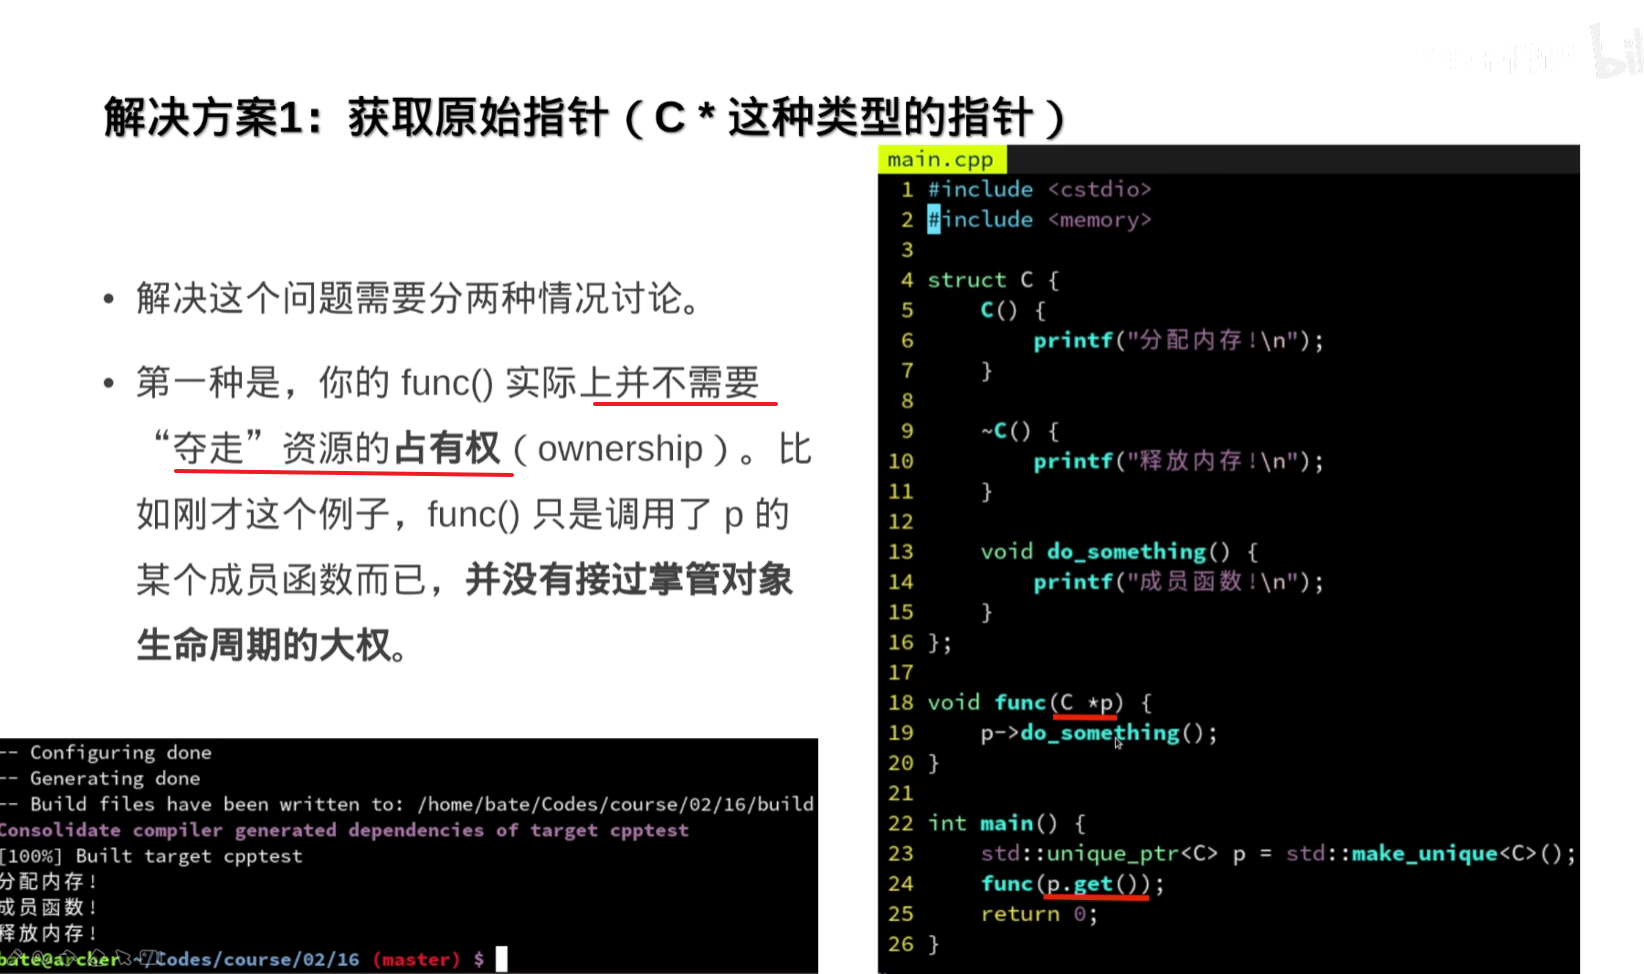 解决方案1：获取原始指针（C * 这种类型的指针）
• 解决这个问题需要分两种情况讨论。
• 第一种是，你的 func() 实际上并不需要
“夺走”资源的占有权（ownership）。比
如刚才这个例子，func() 只是调用了 p 的
某个成员函数而已，并没有接过掌管对象
生命周期的大权。
-- Configuring done
-- Generating done
-- Build files have been written to: /home/bate/Codes/course/02/16/build
Consolidate compiler generated dependencies of target cpptest
[100%] Built target cpptest
分配内存!
成员函数!
释放内存!
bate@archer ~/Codes/course/02/16 (master) $
main.cpp
1 #include <cstdio>
2 #include <memory>
3
4 struct C {
5     C() {
6         printf("分配内存!\n");
7     }
8
9     ~C() {
10         printf("释放内存!\n");
11     }
12
13     void do_something() {
14         printf("成员函数!\n");
15     }
16 };
17
18 void func(C *p) {
19     p->do_something();
20 }
21
22 int main() {
23     std::unique_ptr<C> p = std::make_unique<C>();
24     func(p.get());
25     return 0;
26 }